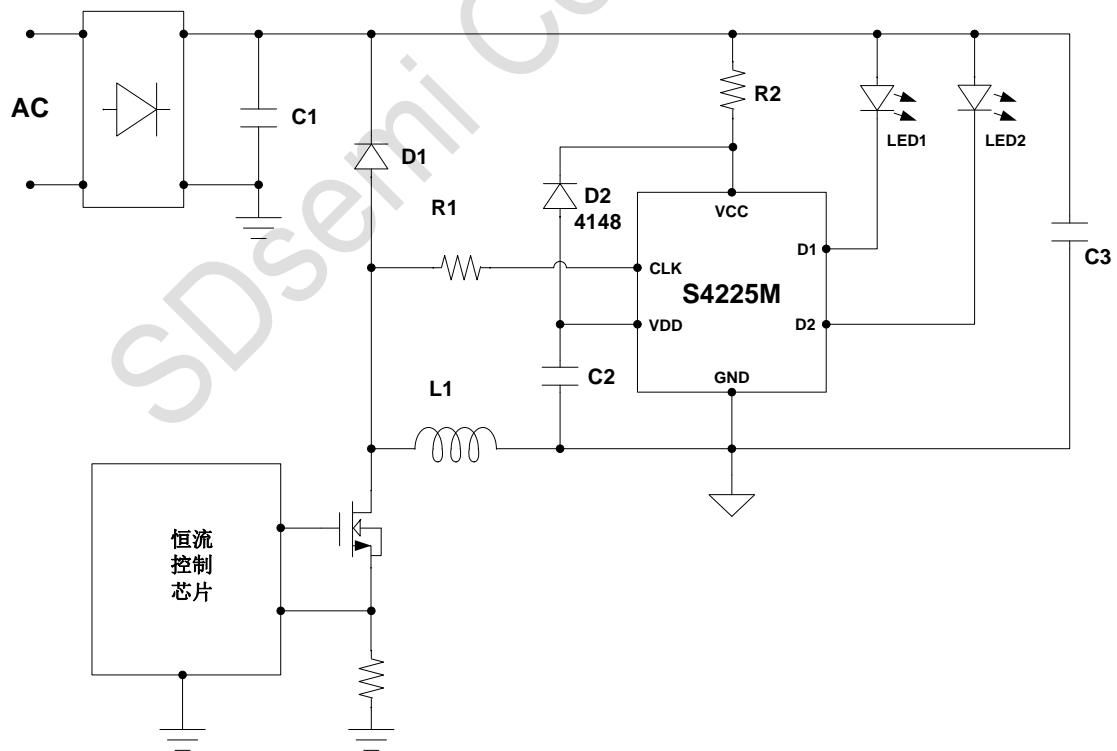 SDsemi Co
AC
C1
D1
R1
D2
4148
R2
LED1
LED2
VCC
D1
CLK
S4225M
VDD
D2
C3
GND
C2
L1
恒流
控制
芯片